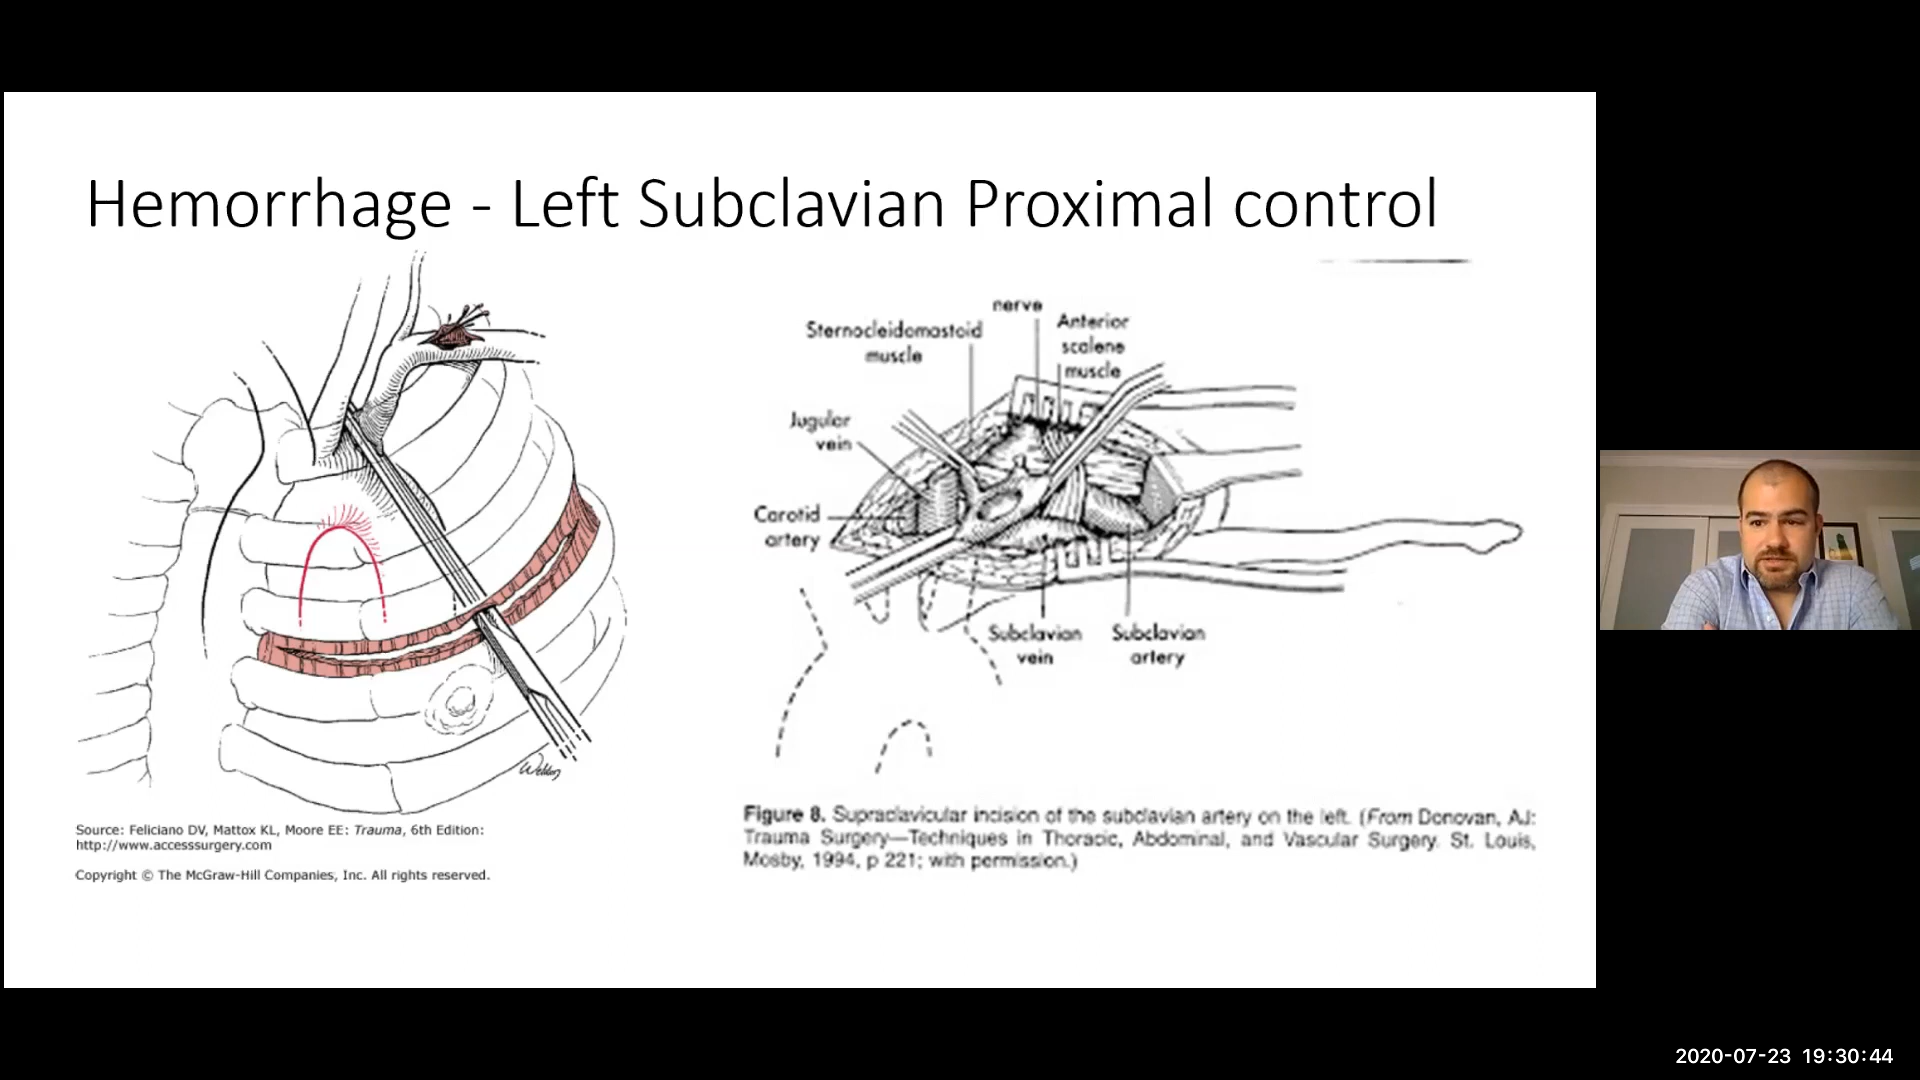 Hemorrhage - Left Subclavian Proximal control
nerve
Sternocleidomastoid
muscle
Anterior
scalene
muscle
Jugular
vein
Carotid
artery
Subclavian
vein
Subclavian
artery
Source: Feliciano DV, Mattox KL, Moore EE: Trauma, 6th Edition:
http://www.accesssurgery.com
Copyright © The McGraw-Hill Companies, Inc. All rights reserved.
Figure 8. Supraclavicular incision of the subclavian artery on the left. (From Donovan, AJ:
Trauma Surgery—Techniques in Thoracic, Abdominal, and Vascular Surgery. St. Louis,
Mosby, 1994, p 221; with permission.)
2020-07-23 19:30:44